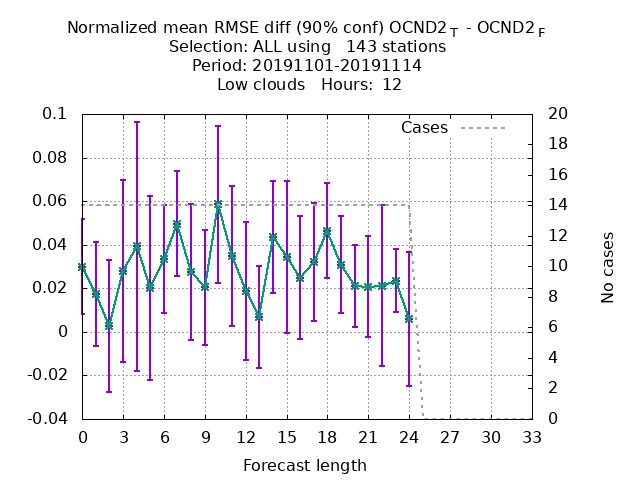 Normalized mean RMSE diff (90% conf) OCND2 T - OCND2 F
Selection: ALL using 143 stations
Period: 20191101-20191114
Low clouds Hours: 12
Cases
0.1
0.08
0.06
0.04
0.02
0
-0.02
-0.04
20
18
16
14
12
10
8
6
4
2
0
No cases
0 3 6 9 12 15 18 21 24 27 30 33
Forecast length